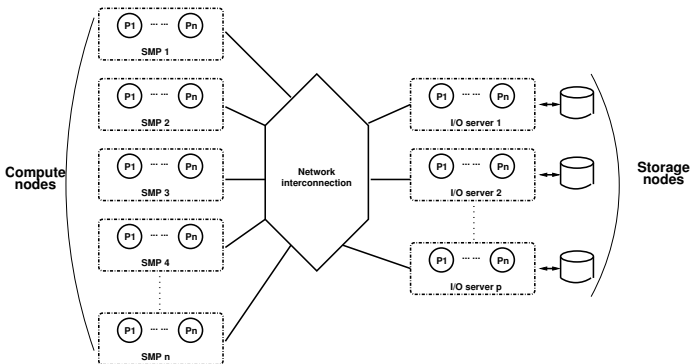 P1 ... ... Pn
SMP 1
P1 ... ... Pn
SMP 2
P1 ... ... Pn
SMP 3
P1 ... ... Pn
SMP 4
P1 ... ... Pn
SMP n
Compute
nodes
Network
interconnection
P1 ... ... Pn
I/O server 1
P1 ... ... Pn
I/O server 2
P1 ... ... Pn
I/O server p
Storage
nodes